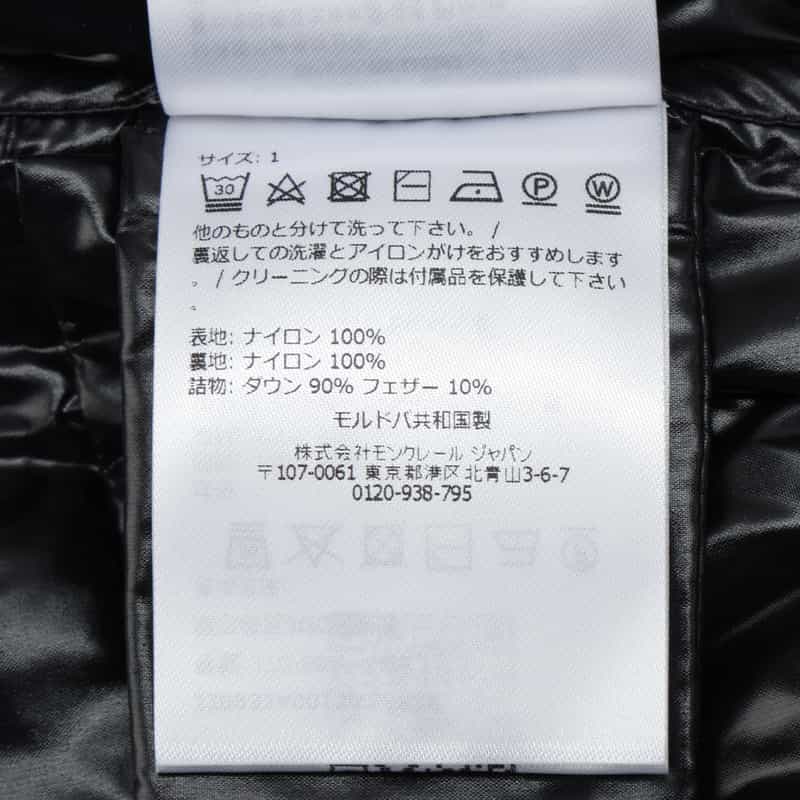 サイズ: 1
30
P W
他のものと分けて洗って下さい。 /
裏返しての洗濯とアイロンがけをおすすめします
。 / クリーニングの際は付属品を保護して下さい
。
表地: ナイロン 100%
裏地: ナイロン 100%
詰物: ダウン 90% フェザー 10%
モルドバ共和国製
株式会社モンクレール ジャパン
〒107-0061 東京都港区北青山3-6-7
0120-938-795